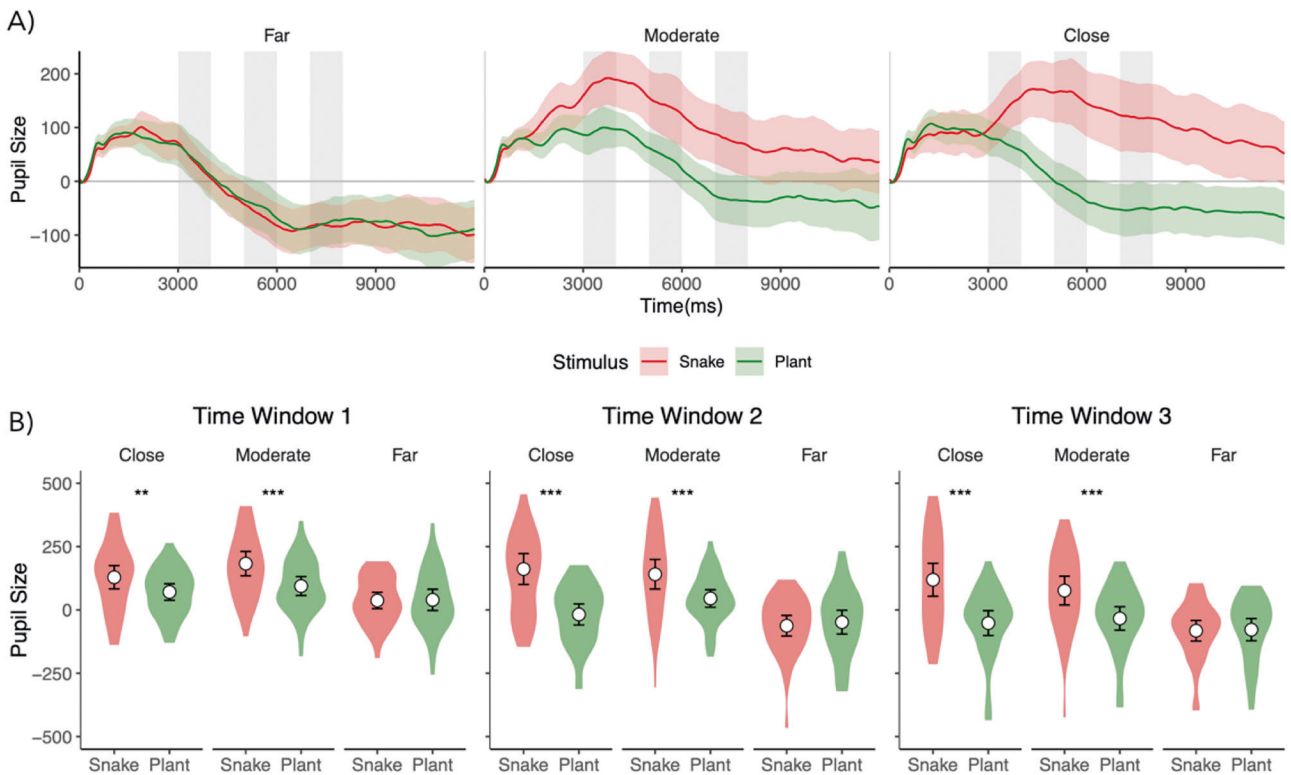 A)
Far Moderate Close
200
100
0
−100
Pupil Size
0 3000 6000 9000 0 3000 6000 9000 0 3000 6000 9000
Time(ms)
Stimulus Snake Plant
B)
Time Window 1 Time Window 2 Time Window 3
Close Moderate Far Close Moderate Far Close Moderate Far
500
** *** *** *** *** ***
250
0
−250
−500
Pupil Size
Snake Plant Snake Plant Snake Plant Snake Plant Snake Plant Snake Plant Snake Plant Snake Plant Snake Plant